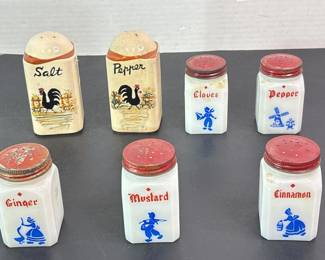 Salt
Pepper
Cloves
Pepper
Ginger
Mustard
Cinnamon